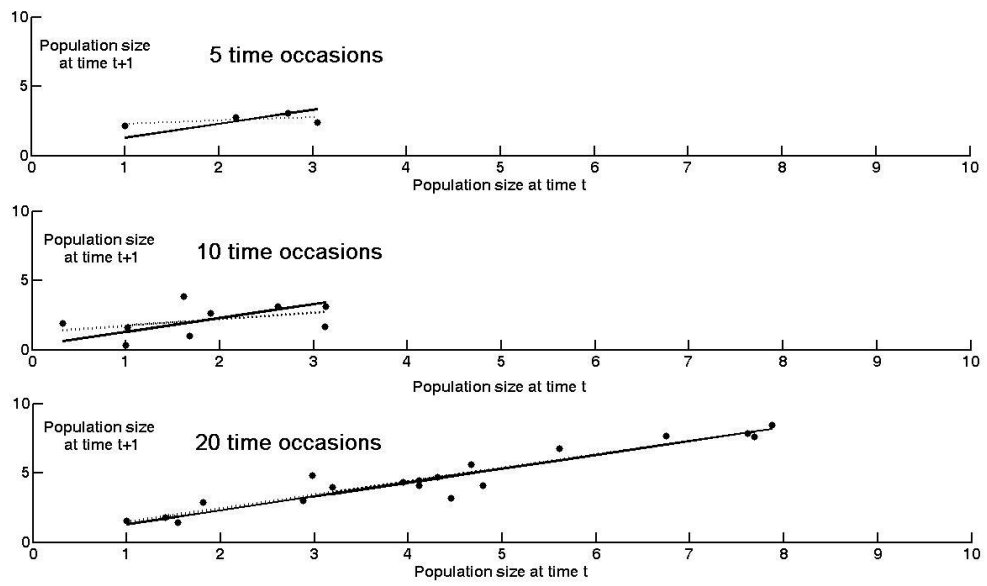 10
Population size
at time t+1
5 time occasions
5
0
0 1 2 3 4 5 6 7 8 9 10
Population size at time t
10
Population size
at time t+1
10 time occasions
5
0
0 1 2 3 4 5 6 7 8 9 10
Population size at time t
10
Population size
at time t+1
20 time occasions
5
0
0 1 2 3 4 5 6 7 8 9 10
Population size at time t